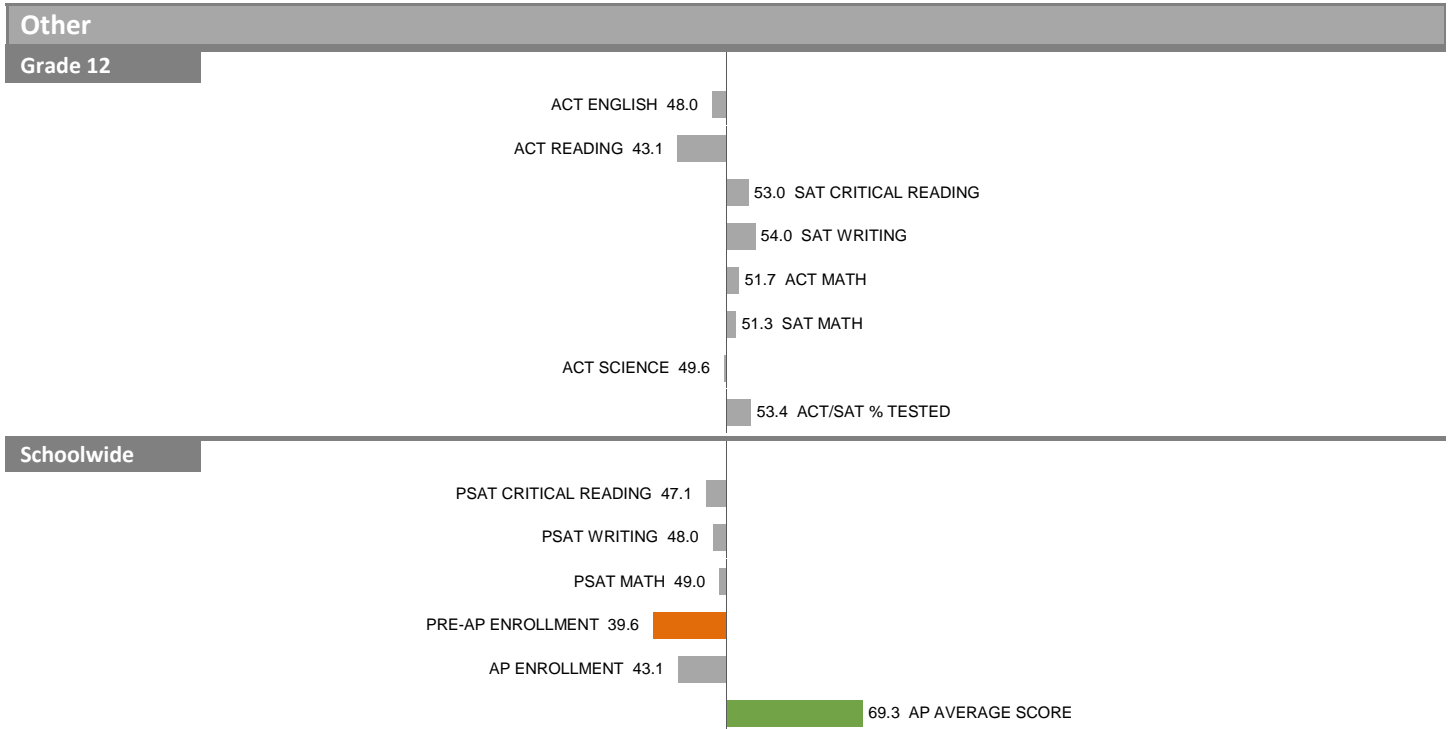 Other
Grade 12
ACT ENGLISH 48.0
ACT READING 43.1
53.0 SAT CRITICAL READING
54.0 SAT WRITING
51.7 ACT MATH
51.3 SAT MATH
ACT SCIENCE 49.6
53.4 ACT/SAT % TESTED
Schoolwide
PSAT CRITICAL READING 47.1
PSAT WRITING 48.0
PSAT MATH 49.0
PRE-AP ENROLLMENT 39.6
AP ENROLLMENT 43.1
69.3 AP AVERAGE SCORE